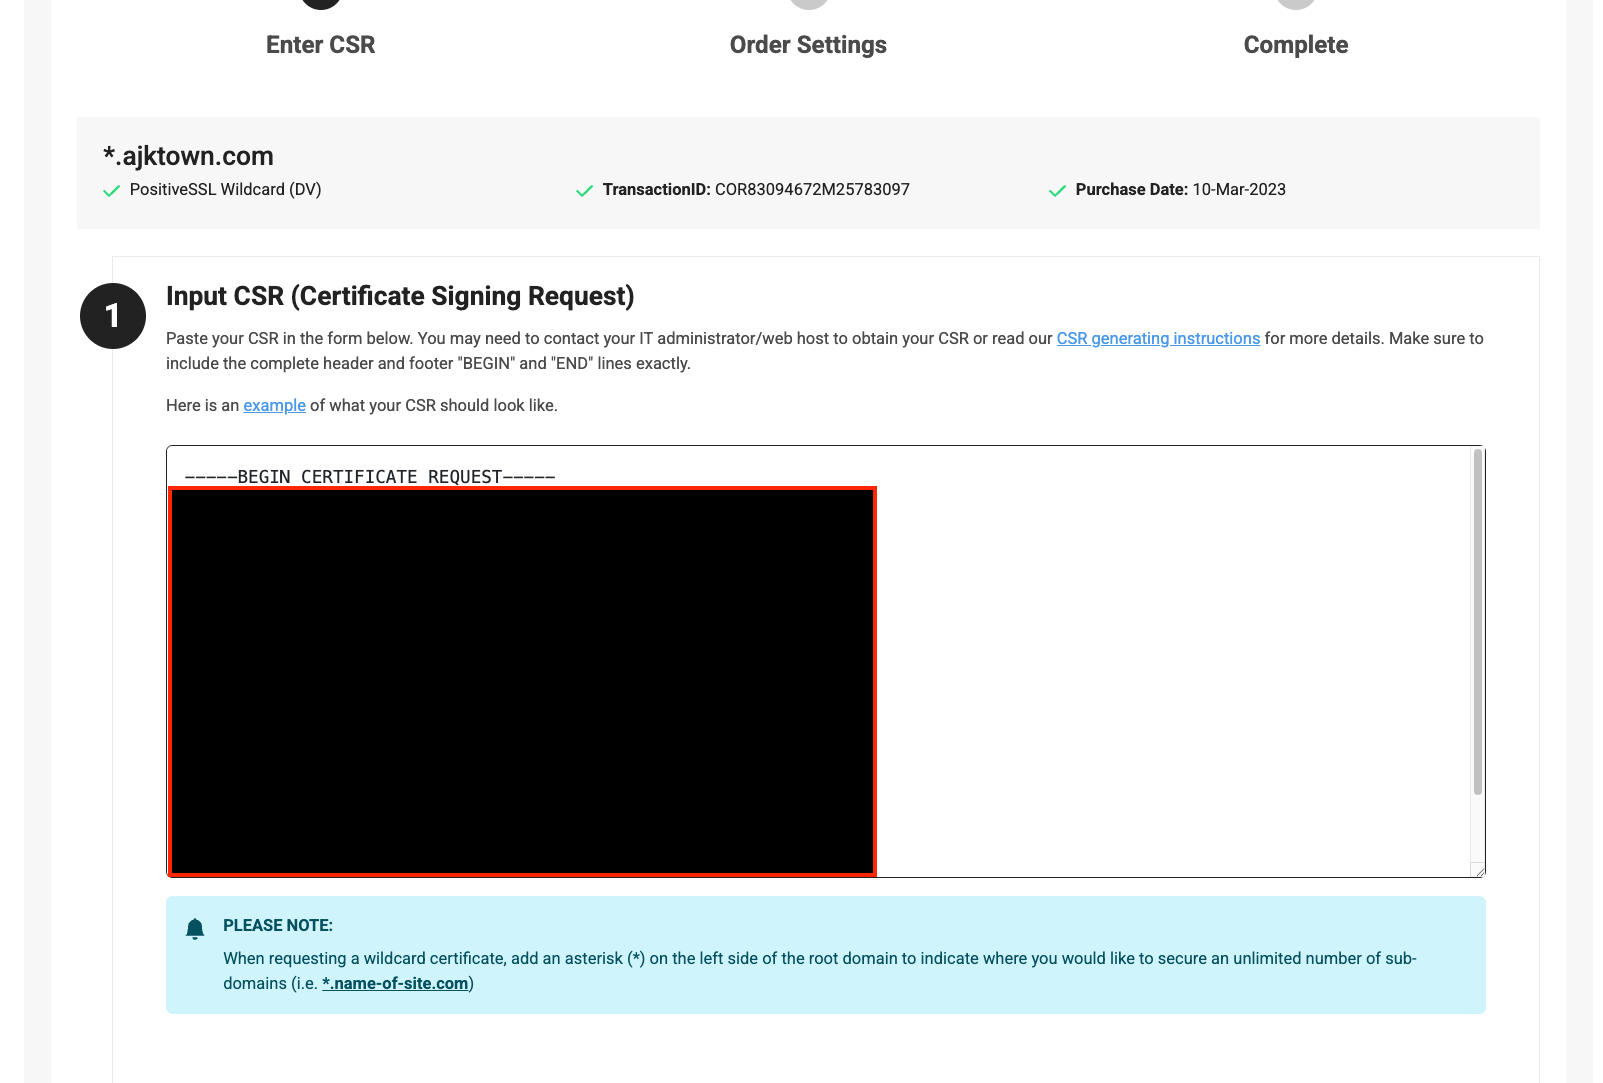 Enter CSR
Order Settings
Complete
*.ajktown.com
PositiveSSL Wildcard (DV)
TransactionID: COR83094672M25783097
Purchase Date: 10-Mar-2023
1
Input CSR (Certificate Signing Request)
Paste your CSR in the form below. You may need to contact your IT administrator/web host to obtain your CSR or read our CSR generating instructions for more details. Make sure to
include the complete header and footer "BEGIN" and "END" lines exactly.
Here is an example of what your CSR should look like.
-----BEGIN CERTIFICATE REQUEST-----
PLEASE NOTE:
When requesting a wildcard certificate, add an asterisk (*) on the left side of the root domain to indicate where you would like to secure an unlimited number of sub-
domains (i.e. *.name-of-site.com)